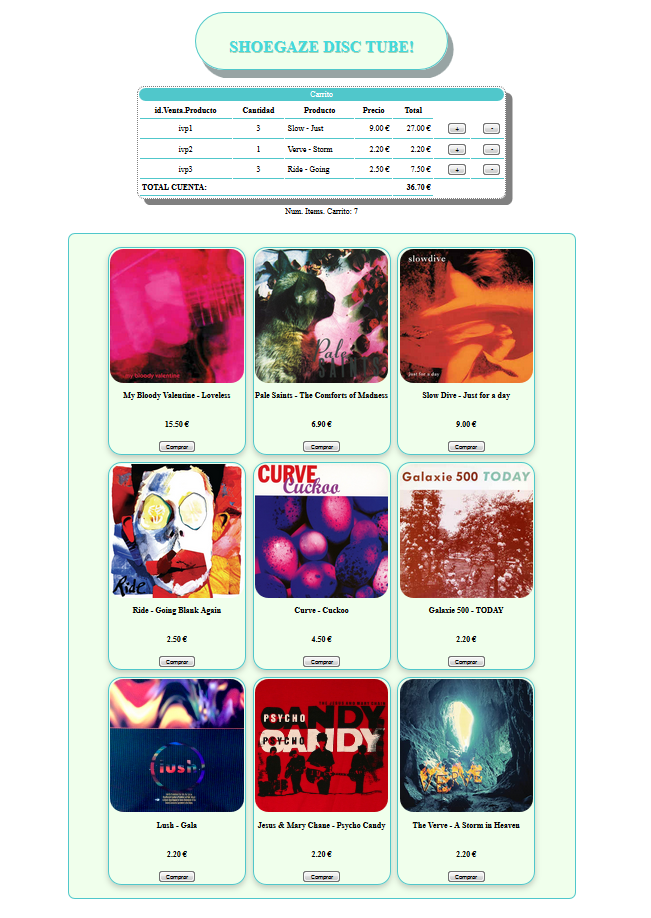 SHOEGAZE DISC TUBE!
Carrito
id.Venta.Producto Cantidad Producto Precio Total
ivp1 3 Slow - Just 9.00 € 27.00 € + -
ivp2 1 Verve - Storm 2.20 € 2.20 € + -
ivp3 3 Ride - Going 2.50 € 7.50 € + -
TOTAL CUENTA: 36.70 €
Num. Items. Carrito: 7
my bloody valentine
Pale SAINTS
slowdive
just for a day
My Bloody Valentine - Loveless
Pale Saints - The Comforts of Madness
Slow Dive - Just for a day
15.50 €
6.90 €
9.00 €
Comprar
Comprar
Comprar
Ride
CURVE
Cuckoo
Galaxie 500 TODAY
Ride - Going Blank Again
Curve - Cuckoo
Galaxie 500 - TODAY
2.50 €
4.50 €
2.20 €
Comprar
Comprar
Comprar
lush
THE JESUS AND MARY CHAIN
PSYCHO CANDY
PSYCHO CANDY
VERVE
Lush - Gala
Jesus & Mary Chane - Psycho Candy
The Verve - A Storm in Heaven
2.20 €
2.20 €
2.20 €
Comprar
Comprar
Comprar